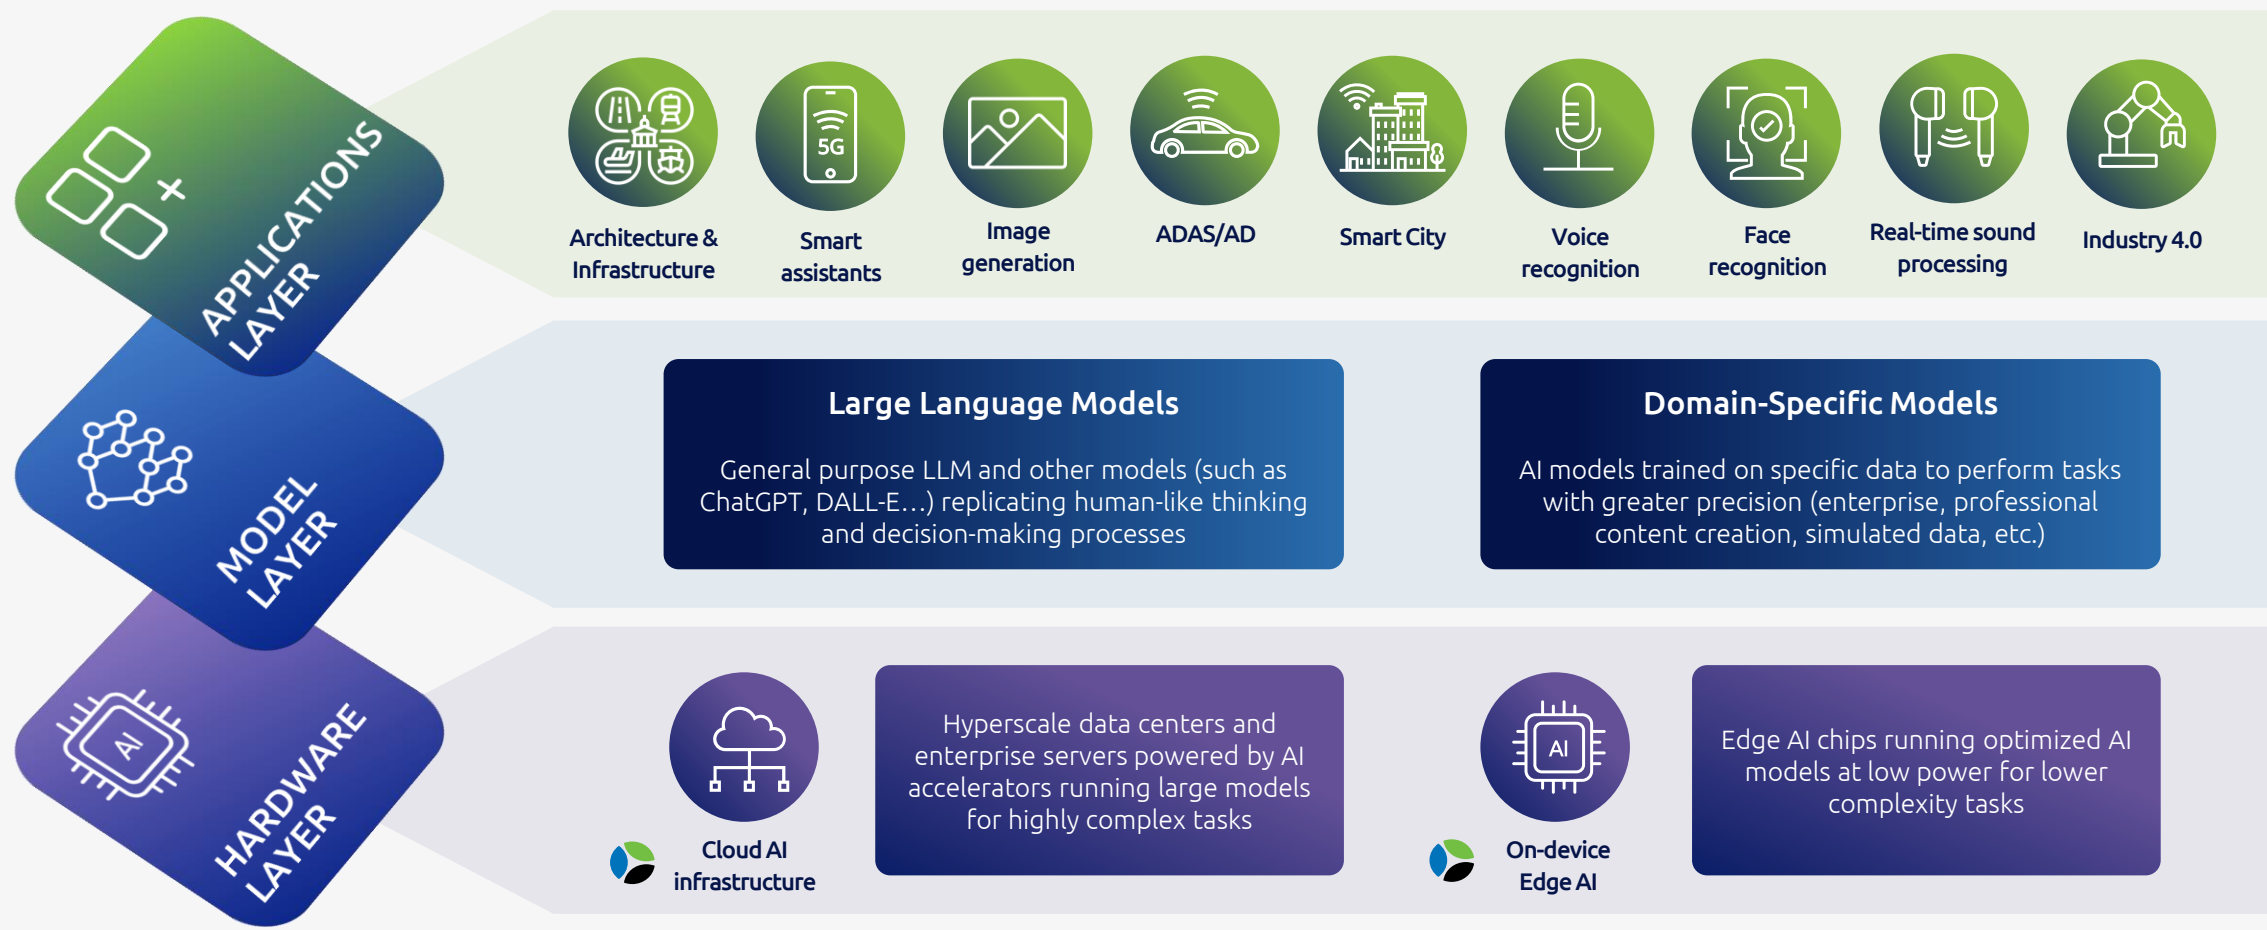 APPLICATIONS
LAYER
5G
Architecture &
Infrastructure
Smart
assistants
Image
generation
ADAS/AD
Smart City
Voice
recognition
Face
recognition
Real-time sound
processing
Industry 4.0
MODEL
LAYER
Large Language Models
General purpose LLM and other models (such as
ChatGPT, DALL-E...) replicating human-like thinking
and decision-making processes
Domain-Specific Models
AI models trained on specific data to perform tasks
with greater precision (enterprise, professional
content creation, simulated data, etc.)
AI
HARDWARE
LAYER
Cloud AI
infrastructure
Hyperscale data centers and
enterprise servers powered by AI
accelerators running large models
for highly complex tasks
AI
On-device
Edge AI
Edge AI chips running optimized AI
models at low power for lower
complexity tasks